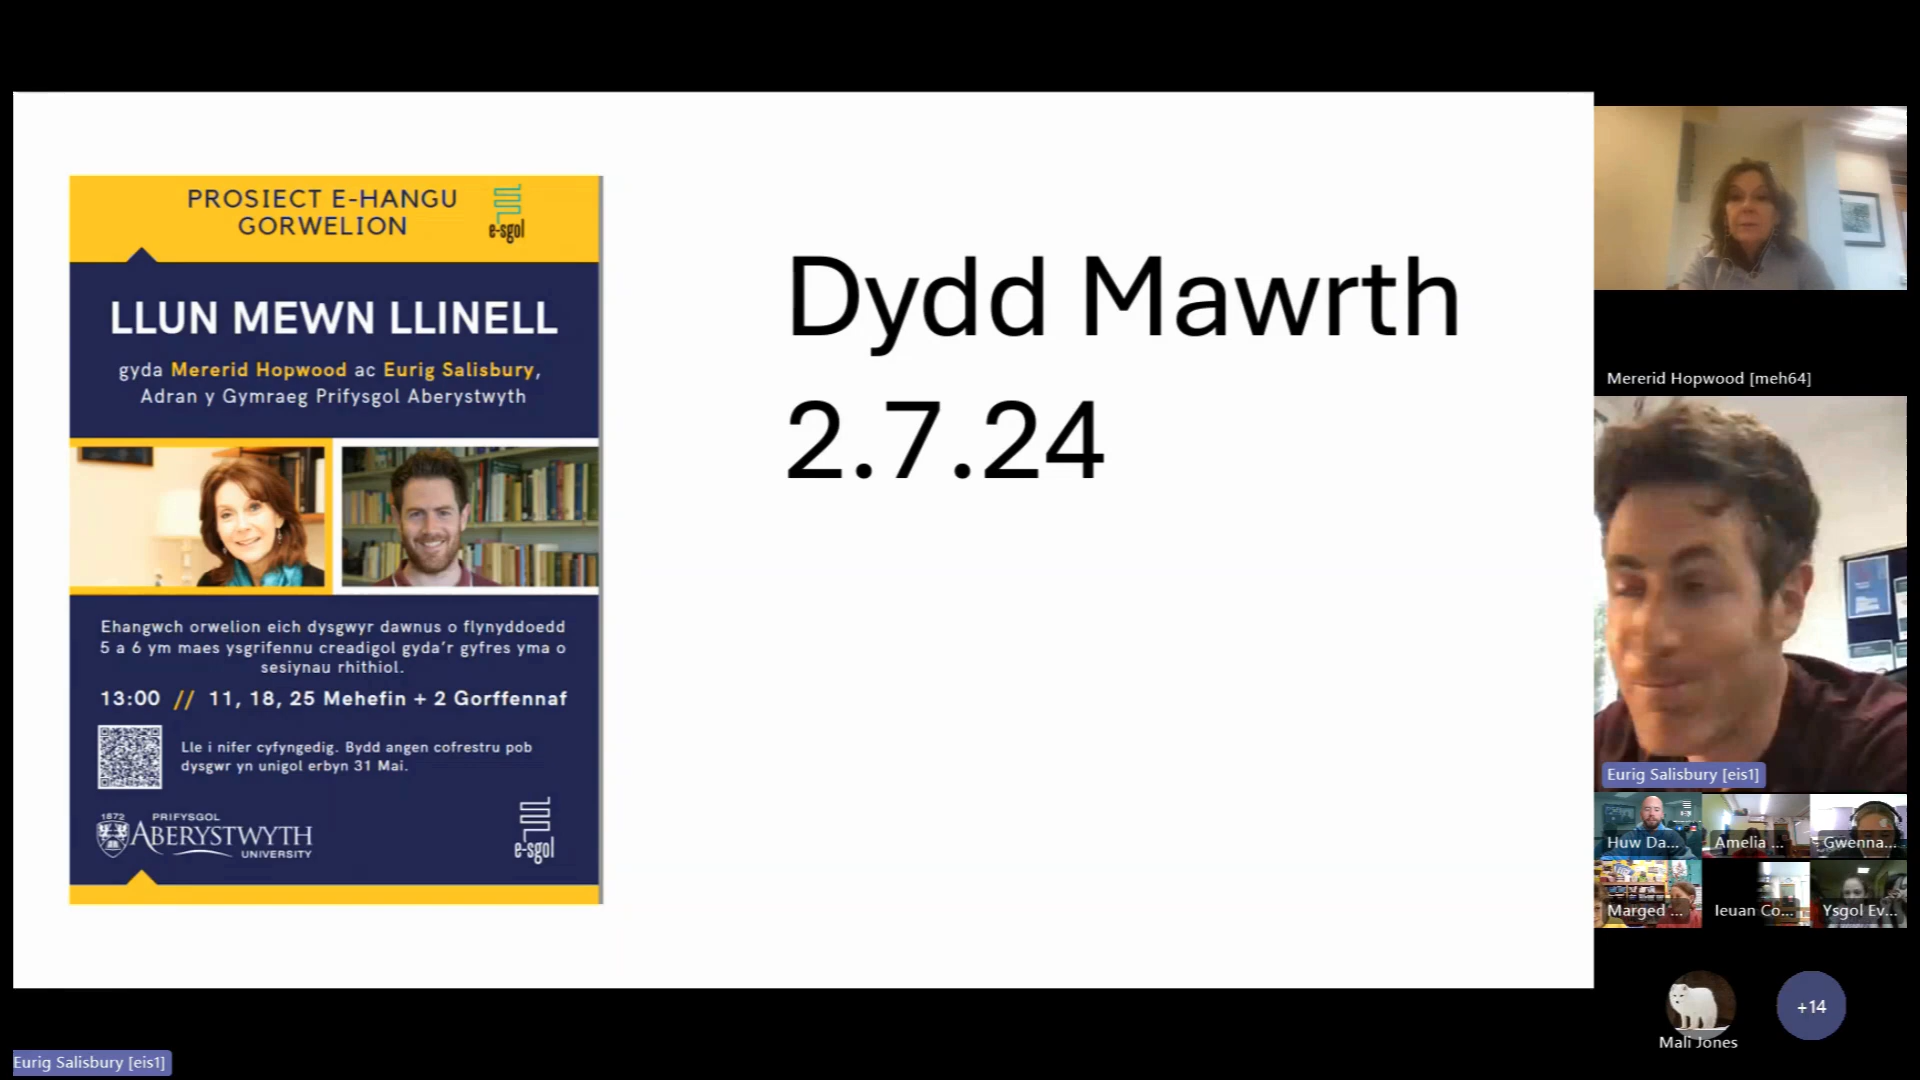 PROSIECT E-HANGU
GORWELION
e-sgol
LLUN MEWN LLINELL
gyda Mererid Hopwood ac Eurig Salisbury,
Adran y Gymraeg Prifysgol Aberystwyth
Ehangwch orwelion eich dysgwyr dawnus o flynyddoedd
5 a 6 ym maes ysgrifennu creadigol gyda'r gyfres yma o
sesiynau rhithiol.
13:00 // 11, 18, 25 Mehefin + 2 Gorffennaf
Lle i nifer cyfyngedig. Bydd angen cofrestru pob
dysgwr yn unigol erbyn 31 Mai.
1872
PRIFYSGOL
ABERYSTWYTH
UNIVERSITY
e-sgol
Dydd Mawrth
2.7.24
Mererid Hopwood [meh64]
Eurig Salisbury [eis1]
Huw Da...
Amelia ...
Gwenna...
Marged ...
Ieuan Co...
Ysgol Ev...
Mali Jones
+14
Eurig Salisbury [eis1]